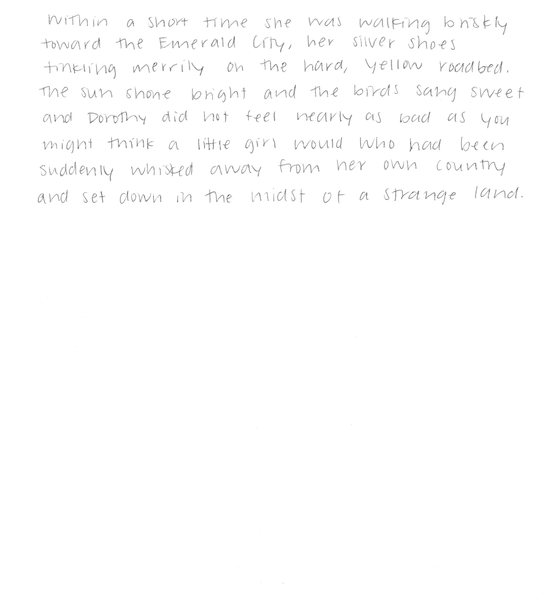 Within a short time she was walking briskly
toward the Emerald City, her silver shoes
tinkling merrily on the hard, yellow roadbed.
The sun shone bright and the birds sang sweet
and Dorothy did not feel nearly as bad as you
might think a little girl would who had been
suddenly whisked away from her own country
and set down in the midst of a strange land.